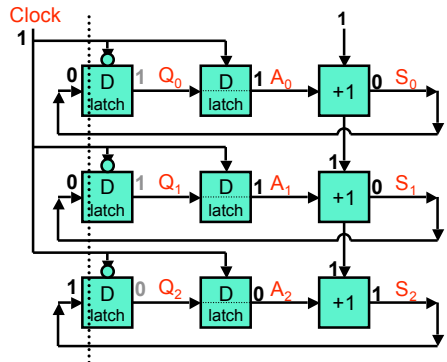 Clock
1 1
0 D latch 1 Q0 D latch 1 A0 +1 0 S0
1
0 D latch 1 Q1 D latch 1 A1 +1 0 S1
1
1 D latch 0 Q2 D latch 0 A2 +1 1 S2